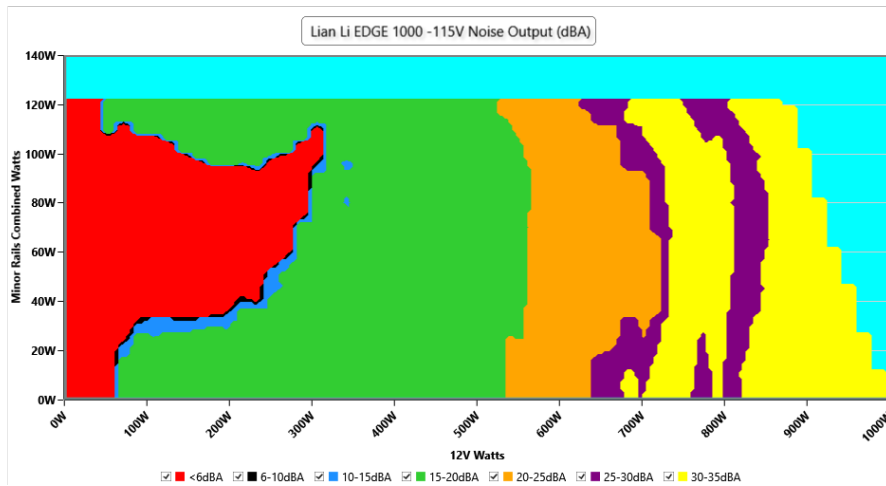 Lian Li EDGE 1000 -115V Noise Output (dBA)
140W
120W
100W
80W
60W
40W
20W
0W
Minor Rails Combined Watts
0W 100W 200W 300W 400W 500W 600W 700W 800W 900W 1000W
12V Watts
<6dBA 6-10dBA 10-15dBA 15-20dBA 20-25dBA 25-30dBA 30-35dBA